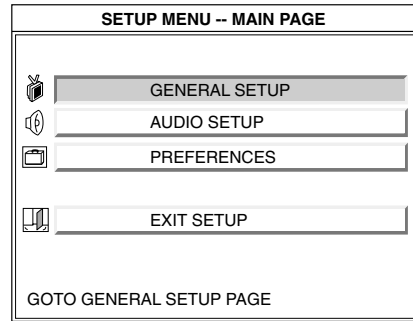 SETUP MENU -- MAIN PAGE
GENERAL SETUP
AUDIO SETUP
PREFERENCES
EXIT SETUP
GOTO GENERAL SETUP PAGE